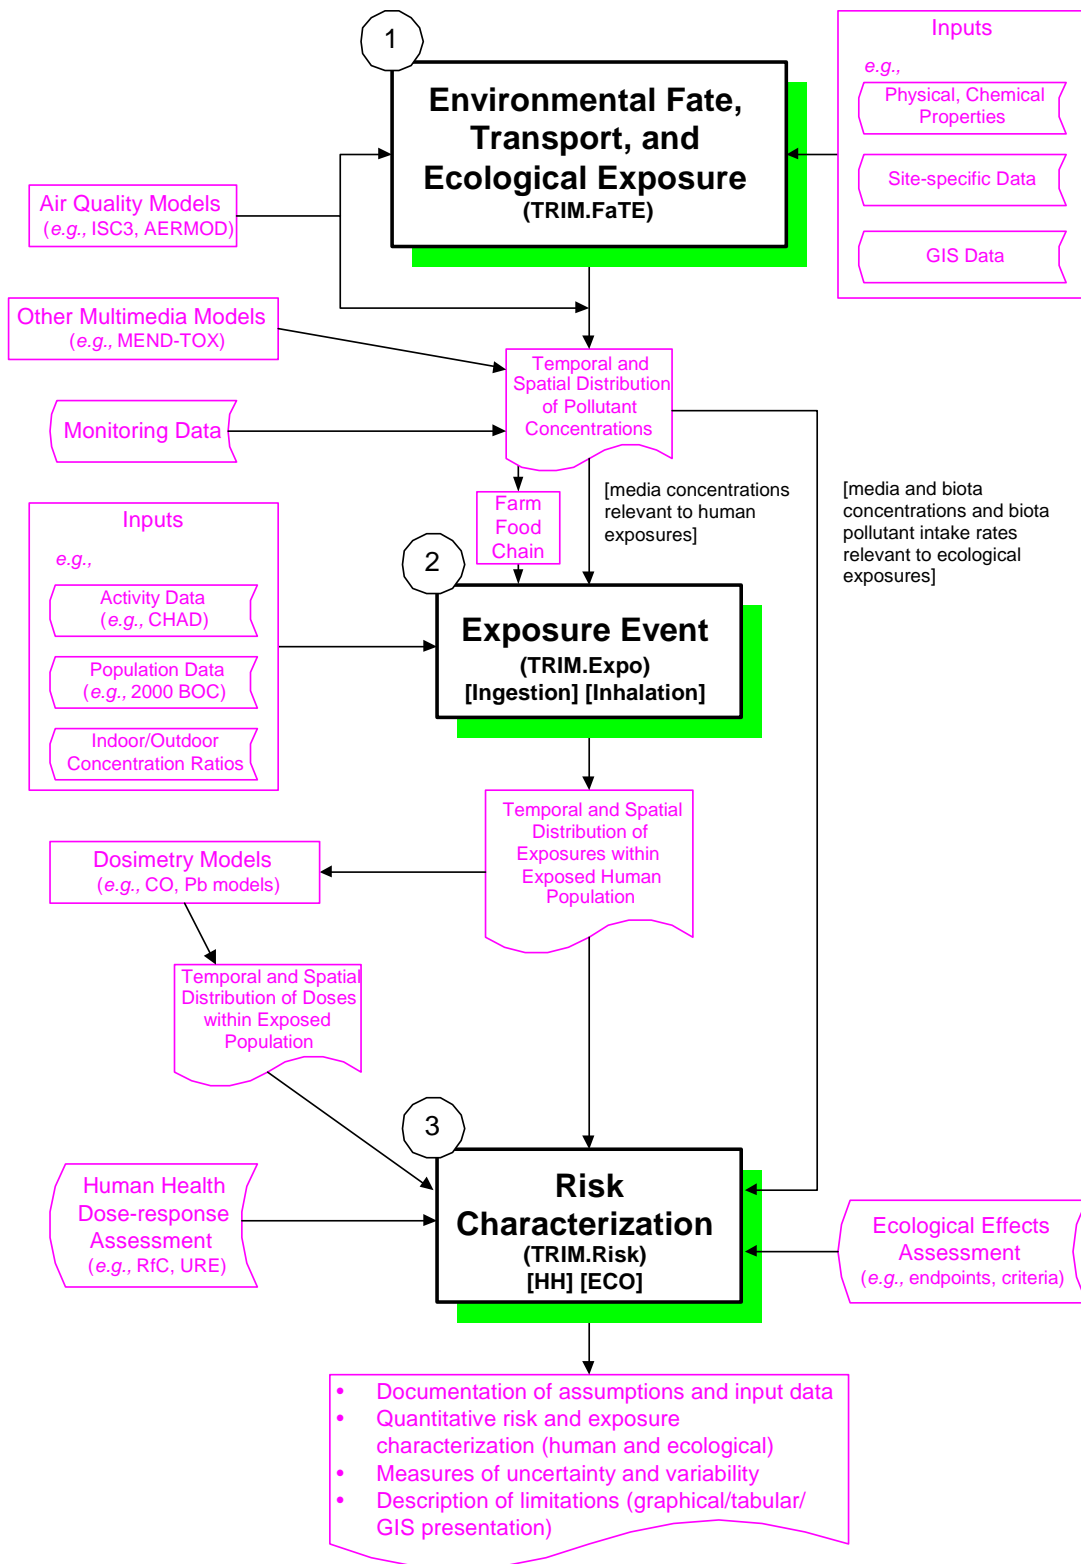 1
Environmental Fate,
Transport, and
Ecological Exposure
(TRIM.FaTE)
Inputs
e.g.,
Physical, Chemical
Properties
Site-specific Data
GIS Data
Air Quality Models
(e.g., ISC3, AERMOD)
Other Multimedia Models
(e.g., MEND-TOX)
Monitoring Data
Temporal and
Spatial Distribution
of Pollutant
Concentrations
Farm
Food
Chain
[media concentrations
relevant to human
exposures]
[media and biota
concentrations and biota
pollutant intake rates
relevant to ecological
exposures]
Inputs
e.g.,
Activity Data
(e.g., CHAD)
Population Data
(e.g., 2000 BOC)
Indoor/Outdoor
Concentration Ratios
2
Exposure Event
(TRIM.Expo)
[Ingestion] [Inhalation]
Temporal and Spatial
Distribution of
Exposures within
Exposed Human
Population
Dosimetry Models
(e.g., CO, Pb models)
Temporal and Spatial
Distribution of Doses
within Exposed
Population
3
Risk
Characterization
(TRIM.Risk)
[HH] [ECO]
Human Health
Dose-response
Assessment
(e.g., RfC, URE)
Ecological Effects
Assessment
(e.g., endpoints, criteria)
• Documentation of assumptions and input data
• Quantitative risk and exposure
characterization (human and ecological)
• Measures of uncertainty and variability
• Description of limitations (graphical/tabular/
GIS presentation)